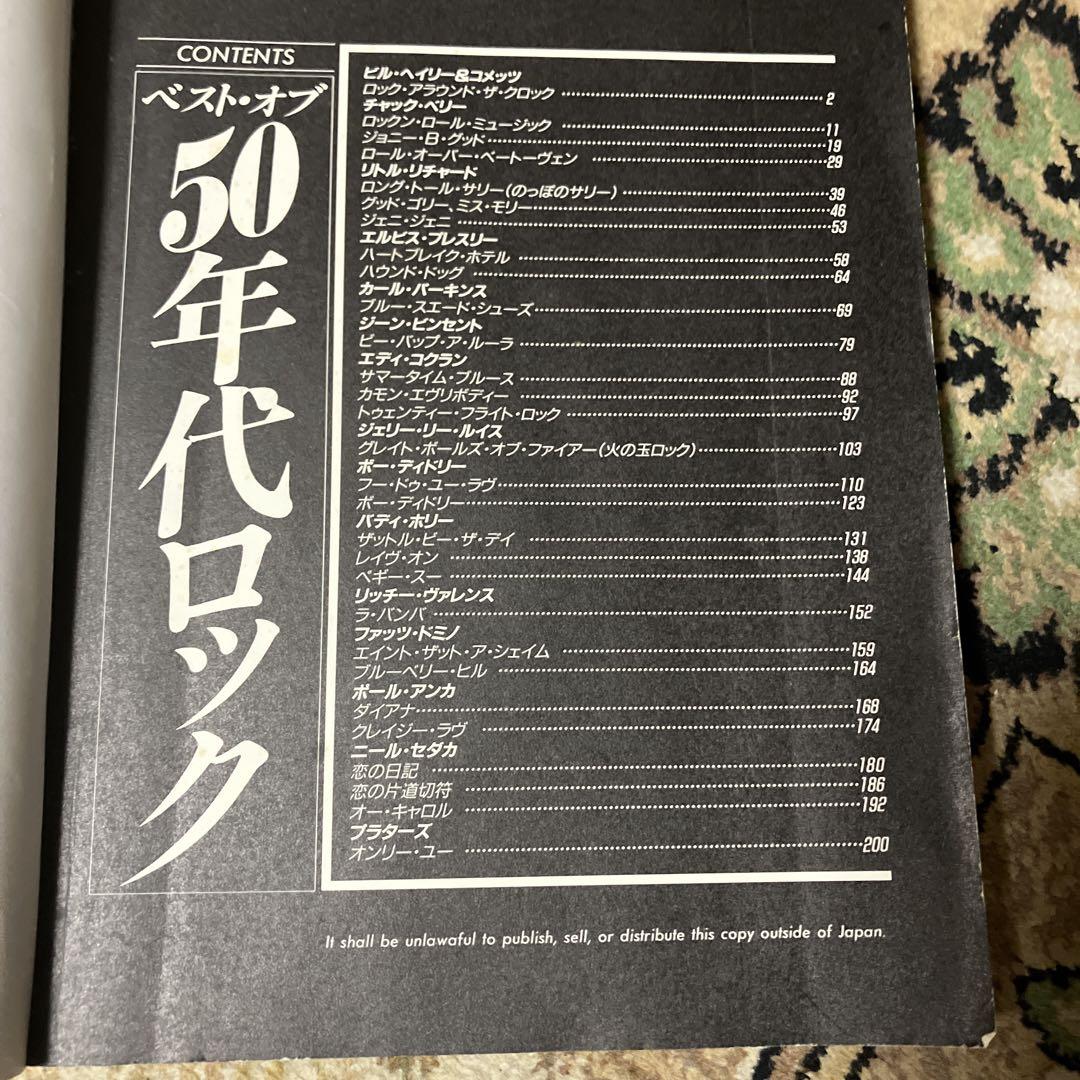 CONTENTS
ベスト・オブ
50年代ロック
ビル・ヘイリー&コメッツ
ロック・アラウンド・ザ・クロック 2
チャック・ベリー
ロックン・ロール・ミュージック 11
ジョニー・B・グッド 19
ロール・オーバー・ベートーヴェン 29
リトル・リチャード
ロング・トール・サリー(のっぽのサリー) 39
グッド・ゴリー、ミス・モリー 46
ジェニ・ジェニ 53
エルビス・プレスリー
ハートブレイク・ホテル 58
ハウンド・ドッグ 64
カール・パーキンス
ブルー・スエード・シューズ 69
ジーン・ビンセント
ビー・バップ・ア・ルーラ 79
エディ・コクラン
サマータイム・ブルース 88
カモン・エヴリボディー 92
トゥェンティー・フライト・ロック 97
ジェリー・リー・ルイス
グレイト・ボールズ・オブ・ファイアー(火の玉ロック) 103
ボー・ディドリー
フー・ドゥ・ユー・ラヴ 110
ボー・ディドリー 123
バディ・ホリー
ザットル・ビー・ザ・デイ 131
レイヴ・オン 138
ペギー・スー 144
リッチー・ヴァレンス
ラ・バンバ 152
ファッツ・ドミノ
エイント・ザット・ア・シェイム 159
ブルーベリー・ヒル 164
ポール・アンカ
ダイアナ 168
クレイジー・ラヴ 174
ニール・セダカ
恋の日記 180
恋の片道切符 186
オー・キャロル 192
プラターズ
オンリー・ユー 200
It shall be unlawaful to publish, sell, or distribute this copy outside of Japan.